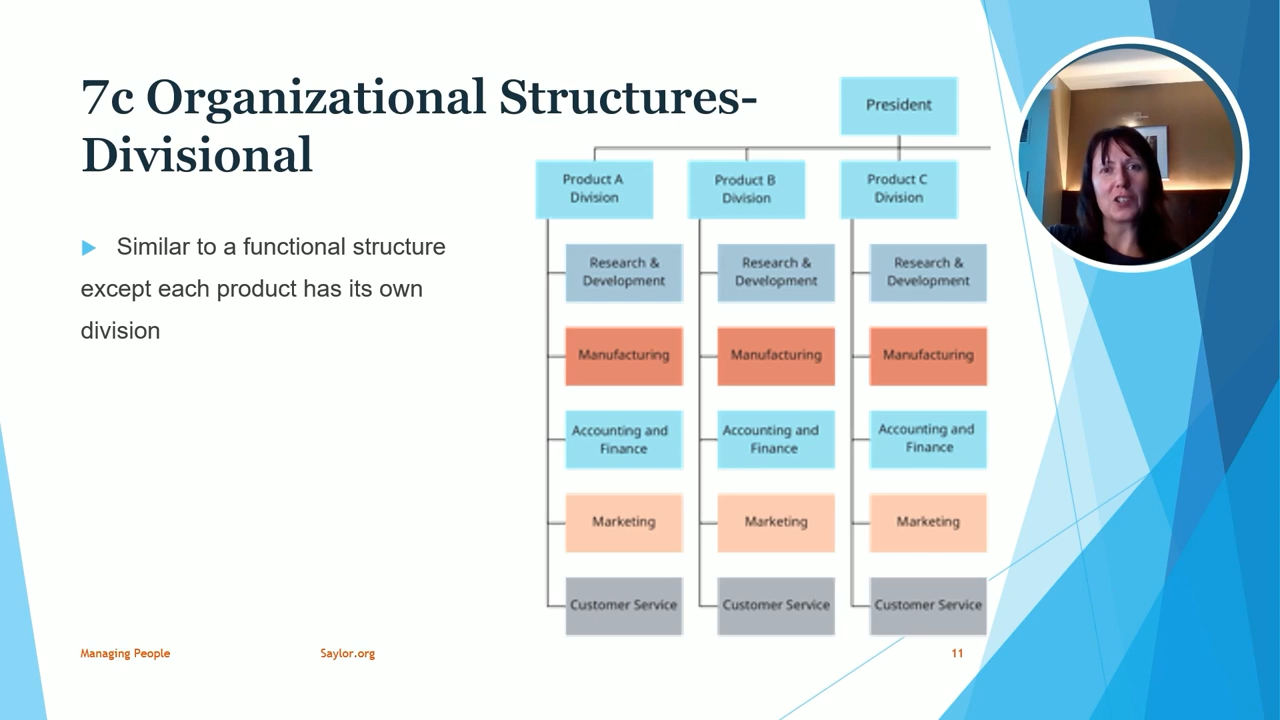 7c Organizational Structures-
Divisional
Similar to a functional structure
except each product has its own
division
President
Product A
Division
Research &
Development
Manufacturing
Accounting and
Finance
Marketing
Customer Service
Product B
Division
Research &
Development
Manufacturing
Accounting and
Finance
Marketing
Customer Service
Product C
Division
Research &
Development
Manufacturing
Accounting and
Finance
Marketing
Customer Service
Managing People
Saylor.org
11